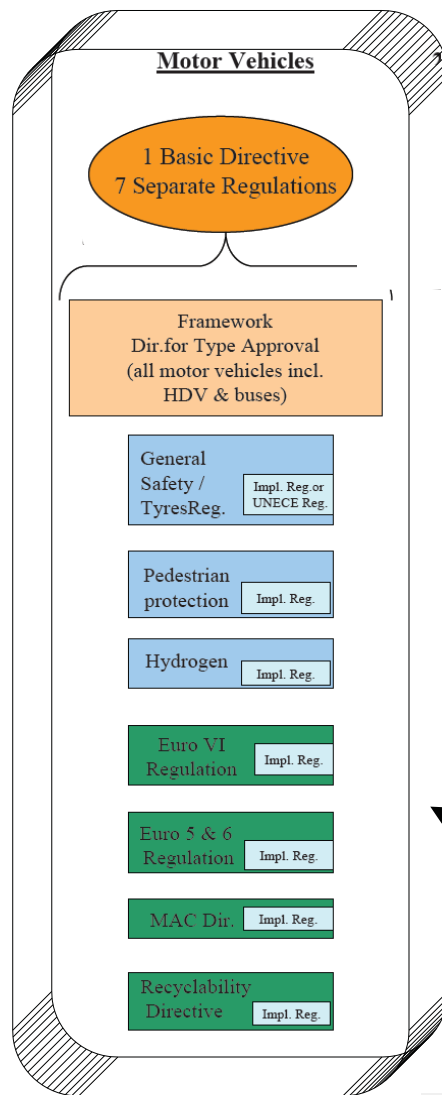 Motor Vehicles
1 Basic Directive
7 Separate Regulations
Framework
Dir.for Type Approval
(all motor vehicles incl.
HDV & buses)
General
Safety /
TyresReg.
Impl. Reg.or
UNECE Reg.
Pedestrian
protection
Impl. Reg.
Hydrogen
Impl. Reg.
Euro VI
Regulation
Impl. Reg.
Euro 5 & 6
Regulation
Impl. Reg.
MAC Dir.
Impl. Reg.
Recyclability
Directive
Impl. Reg.